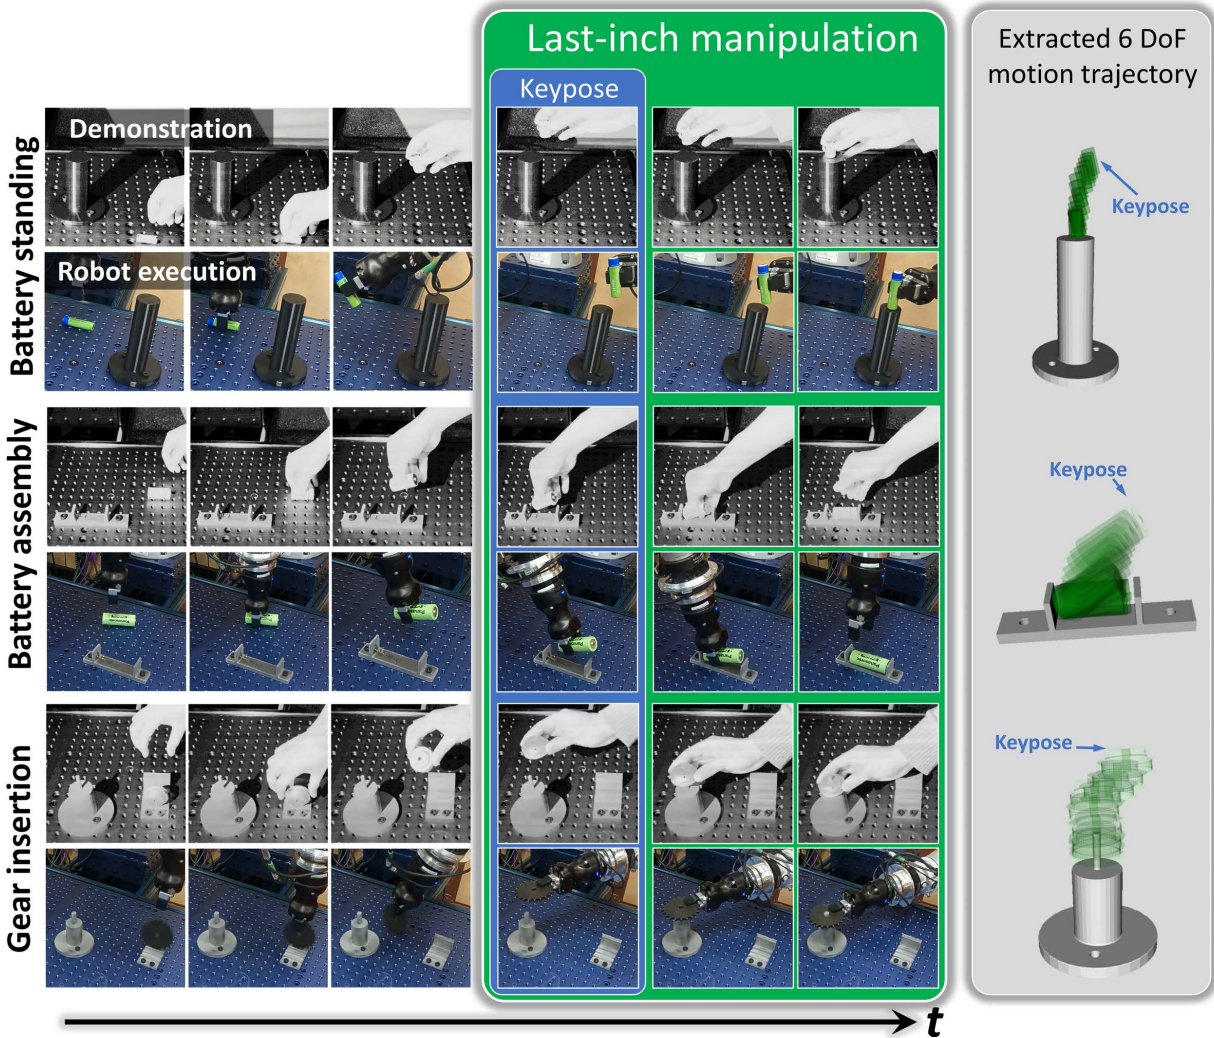 Last-inch manipulation
Keypose
Extracted 6 DoF
motion trajectory
Battery standing
Demonstration
Robot execution
Keypose
Battery assembly
Keypose
Gear insertion
Keypose
t